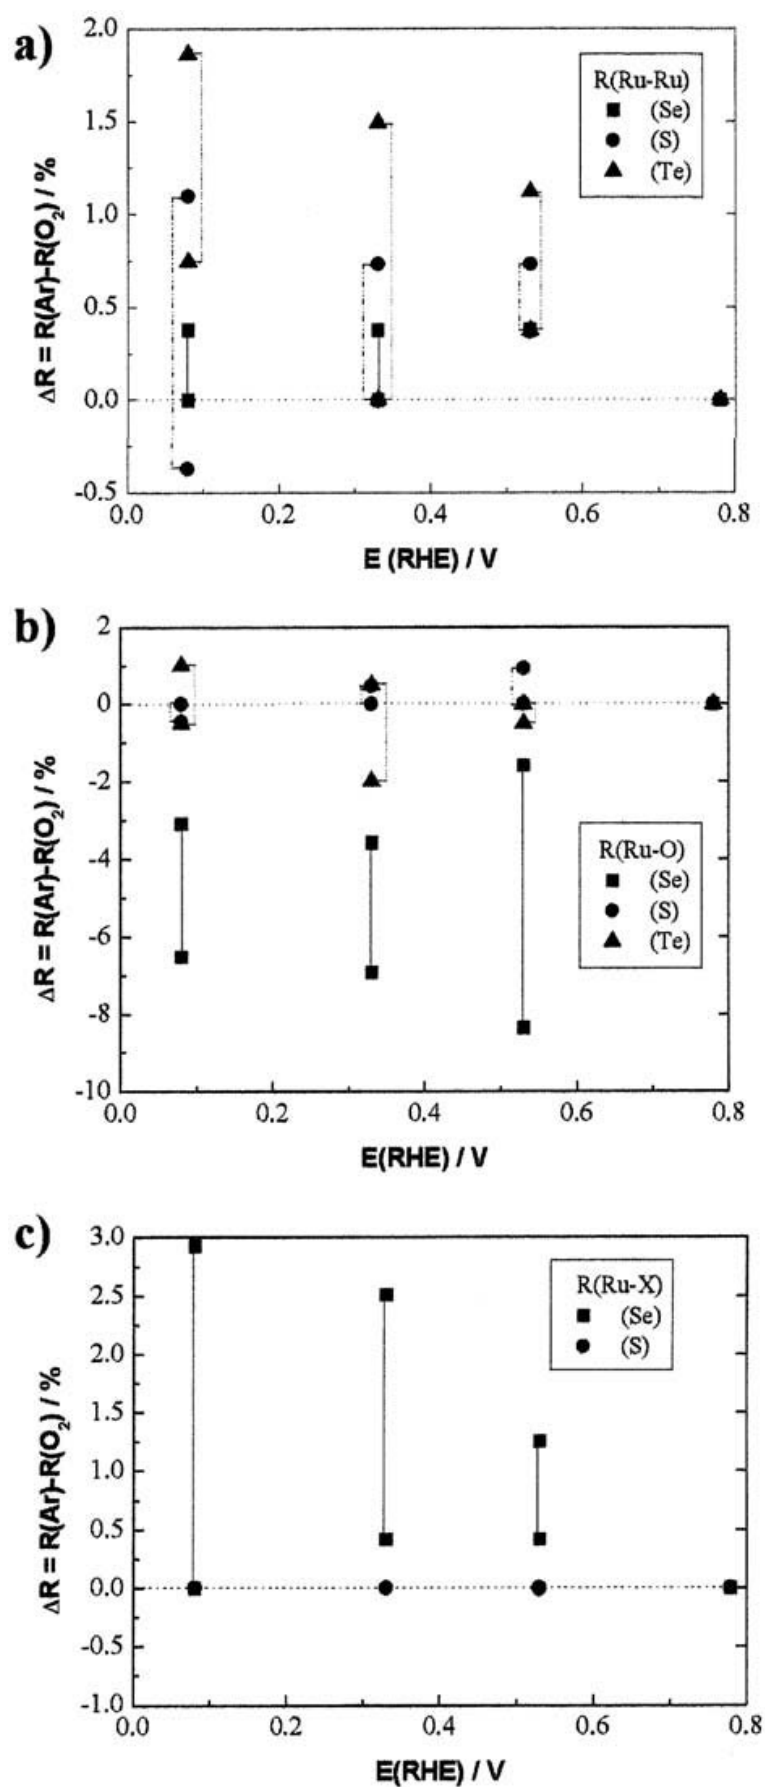 a)
ΔR = R(Ar)-R(O2) / %
2.0
1.5
1.0
0.5
0.0
-0.5
R(Ru-Ru)
(Se)
(S)
(Te)
0.0 0.2 0.4 0.6 0.8
E (RHE) / V
b)
ΔR = R(Ar)-R(O2) / %
2
0
-2
-4
-6
-8
-10
R(Ru-O)
(Se)
(S)
(Te)
0.0 0.2 0.4 0.6 0.8
E(RHE) / V
c)
ΔR = R(Ar)-R(O2) / %
3.0
2.5
2.0
1.5
1.0
0.5
0.0
-0.5
-1.0
R(Ru-X)
(Se)
(S)
0.0 0.2 0.4 0.6 0.8
E(RHE) / V